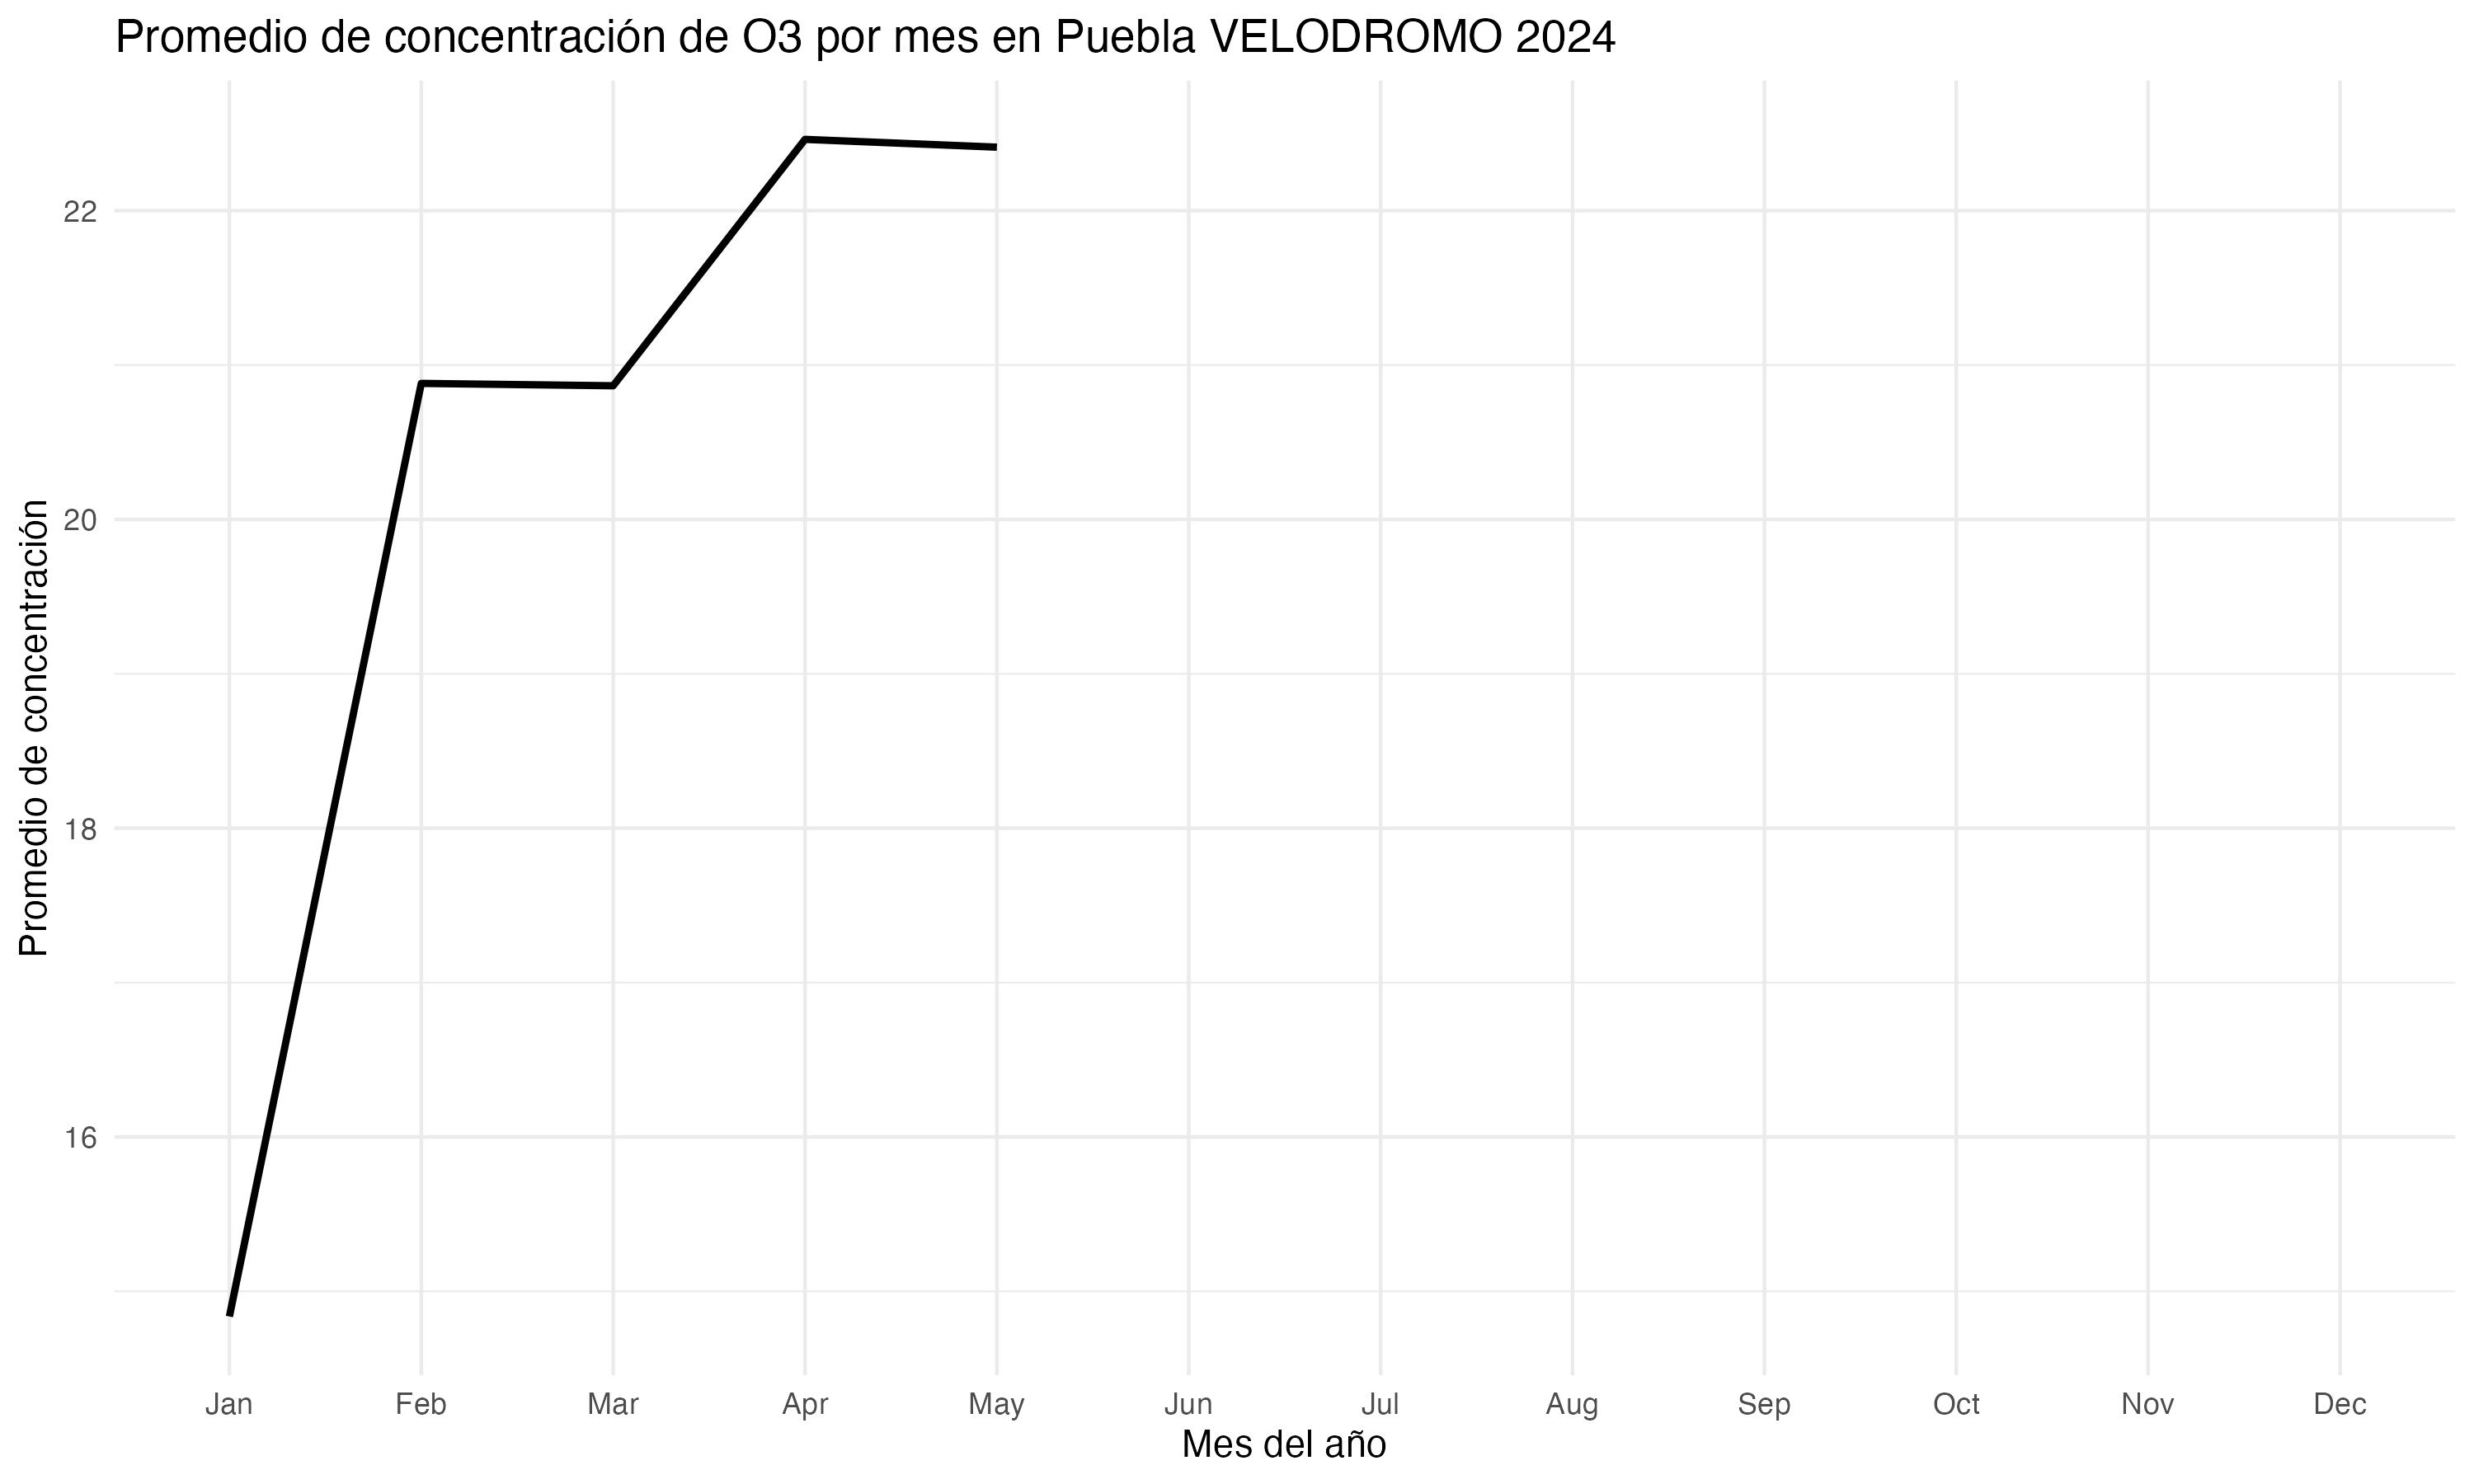 Promedio de concentración de O3 por mes en Puebla VELODROMO 2024
Promedio de concentración
22
20
18
16
Jan Feb Mar Apr May Jun Jul Aug Sep Oct Nov Dec
Mes del año